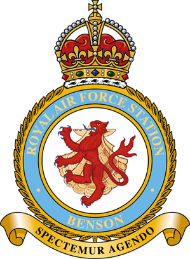 ROYAL AIR FORCE STATION
BENSON
SPECTEMUR AGENDO